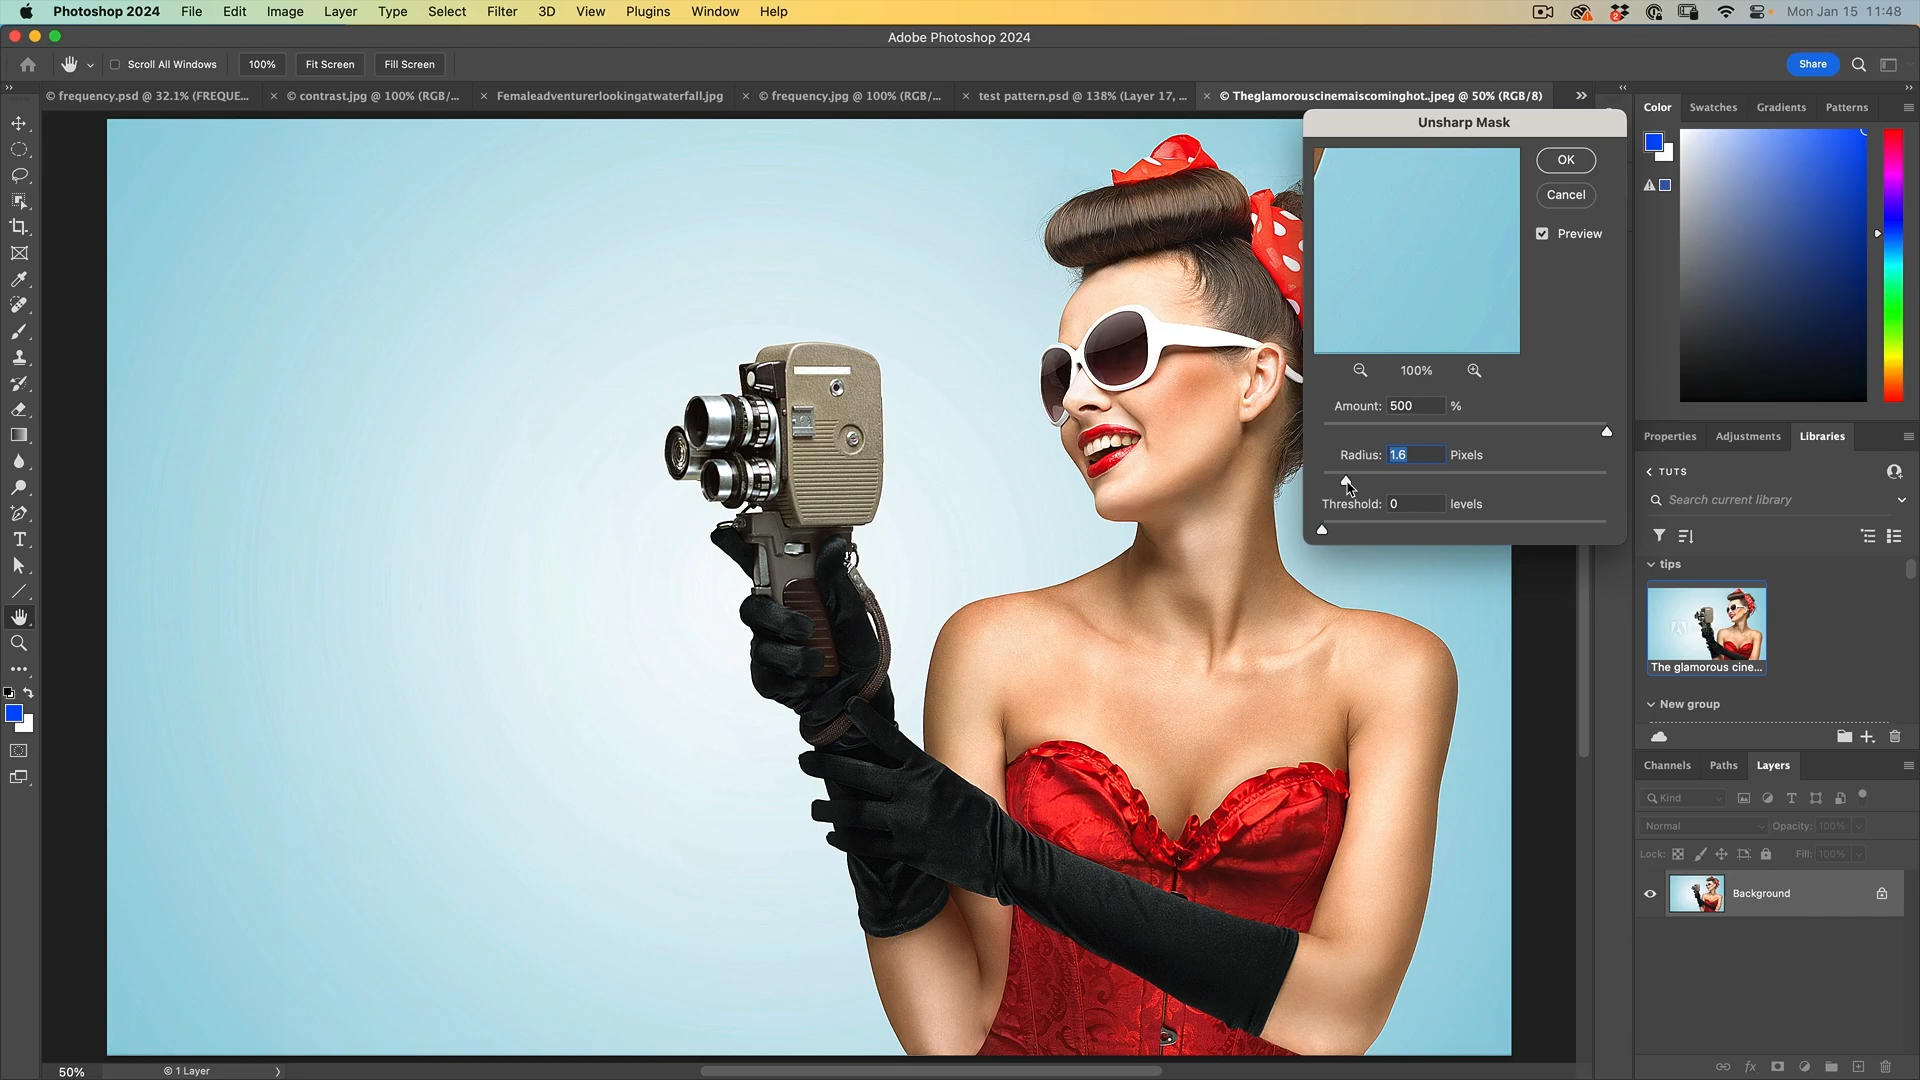 Photoshop 2024 File Edit Image Layer Type Select Filter 3D View Plugins Window Help 2 Mon Jan 15 11:48
Adobe Photoshop 2024
Scroll All Windows 100% Fit Screen Fill Screen Share
© frequency.psd @ 32.1% (FREQUE... © contrast.jpg @ 100% (RGB/... Femaleadventurerlookingatwaterfall.jpg © frequency.jpg @ 100% (RGB/... test pattern.psd @ 138% (Layer 17, ... © Theglamorouscinemaiscominghot..jpeg @ 50% (RGB/8)
Unsharp Mask
OK
Cancel
Preview
100%
Amount: 500 %
Radius: 1.6 Pixels
Threshold: 0 levels
Color Swatches Gradients Patterns
Properties Adjustments Libraries
TUTS
Search current library
tips
The glamorous cine...
New group
Channels Paths Layers
Kind
Normal Opacity: 100%
Lock: Fill: 100%
Background
fx
50% © 1 Layer